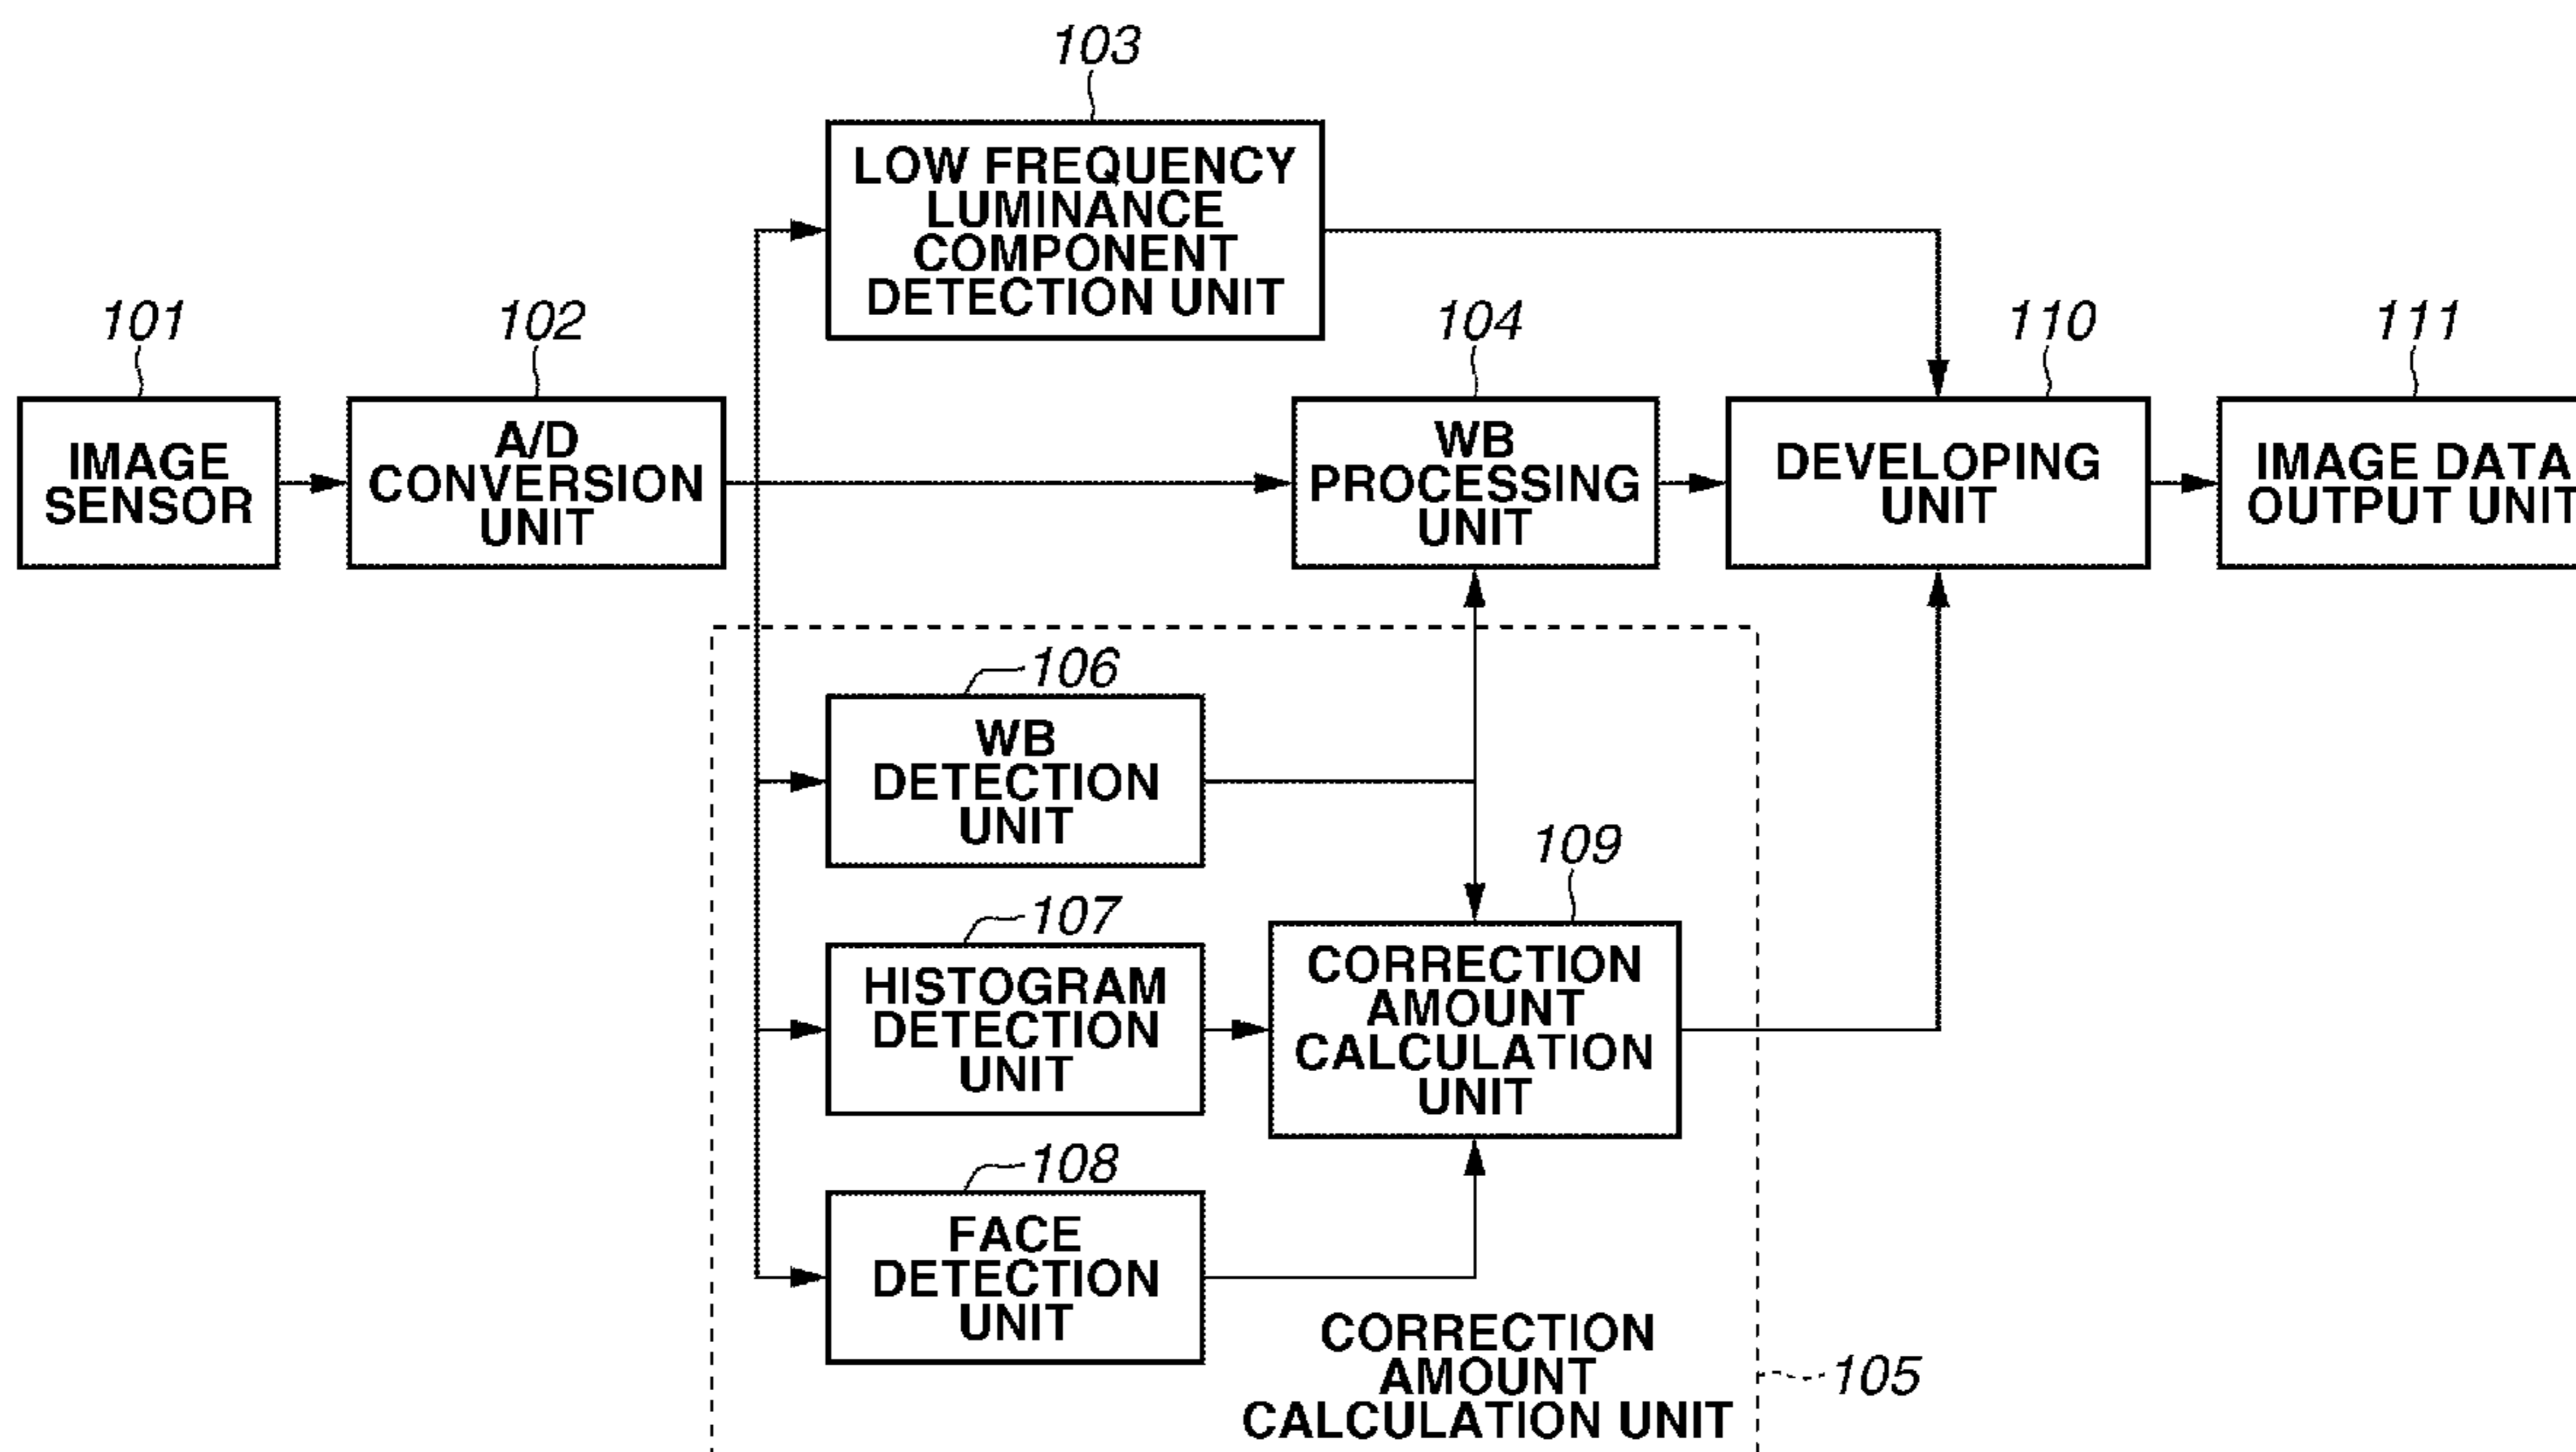 103
LOW FREQUENCY
LUMINANCE
COMPONENT
DETECTION UNIT
101
IMAGE
SENSOR
102
A/D
CONVERSION
UNIT
104
WB
PROCESSING
UNIT
110
DEVELOPING
UNIT
111
IMAGE DATA
OUTPUT UNIT
106
WB
DETECTION
UNIT
107
HISTOGRAM
DETECTION
UNIT
109
CORRECTION
AMOUNT
CALCULATION
UNIT
108
FACE
DETECTION
UNIT
CORRECTION
AMOUNT
CALCULATION UNIT
105